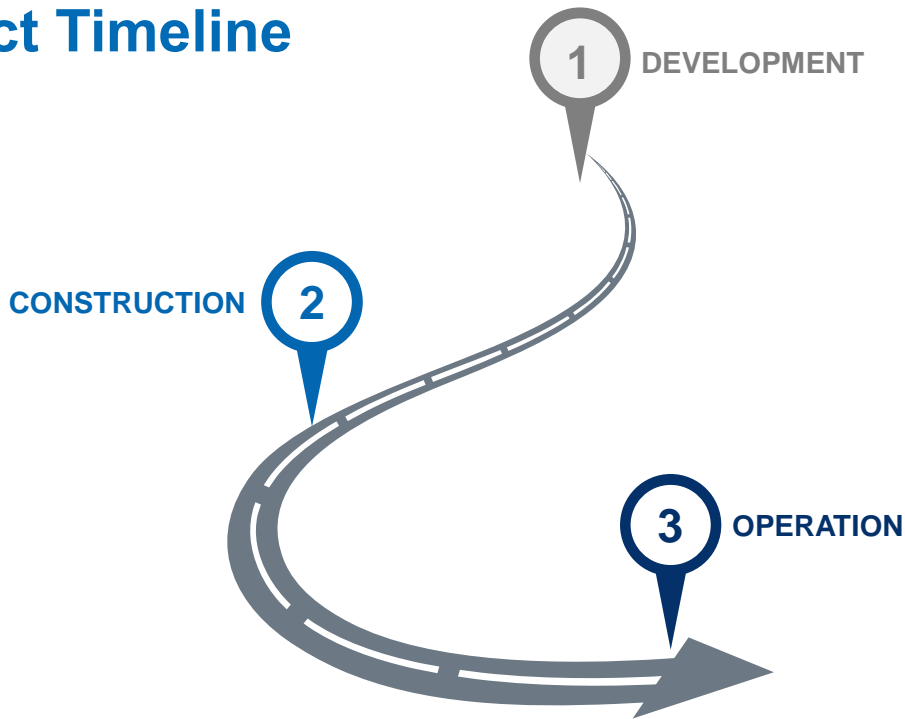 ct Timeline
1
DEVELOPMENT
CONSTRUCTION
2
3
OPERATION